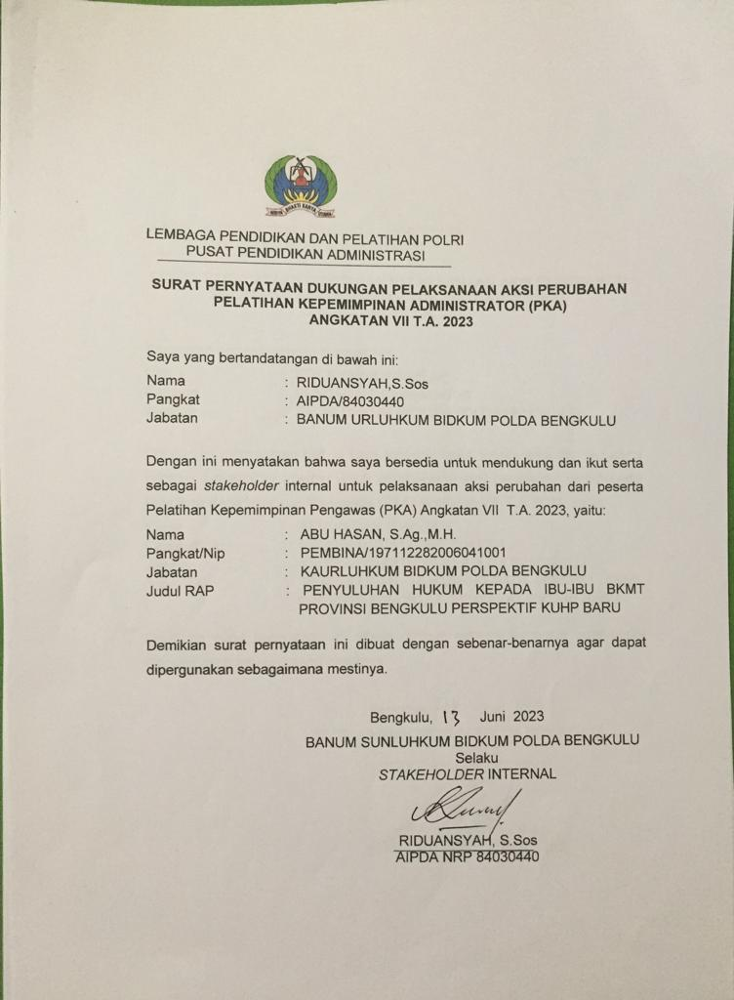 LEMBAGA PENDIDIKAN DAN PELATIHAN POLRI
PUSAT PENDIDIKAN ADMINISTRASI
SURAT PERNYATAAN DUKUNGAN PELAKSANAAN AKSI PERUBAHAN
PELATIHAN KEPEMIMPINAN ADMINISTRATOR (PKA)
ANGKATAN VII T.A. 2023
Saya yang bertandatangan di bawah ini:
Nama : RIDUANSYAH,S.Sos
Pangkat : AIPDA/84030440
Jabatan : BANUM URLUHKUM BIDKUM POLDA BENGKULU
Dengan ini menyatakan bahwa saya bersedia untuk mendukung dan ikut serta
sebagai stakeholder internal untuk pelaksanaan aksi perubahan dari peserta
Pelatihan Kepemimpinan Pengawas (PKA) Angkatan VII T.A. 2023, yaitu:
Nama : ABU HASAN, S.Ag.,M.H.
Pangkat/Nip : PEMBINA/197112282006041001
Jabatan : KAURLUHKUM BIDKUM POLDA BENGKULU
Judul RAP : PENYULUHAN HUKUM KEPADA IBU-IBU BKMT
PROVINSI BENGKULU PERSPEKTIF KUHP BARU
Demikian surat pernyataan ini dibuat dengan sebenar-benarnya agar dapat
dipergunakan sebagaimana mestinya.
Bengkulu, 13 Juni 2023
BANUM SUNLUHKUM BIDKUM POLDA BENGKULU
Selaku
STAKEHOLDER INTERNAL
RIDUANSYAH, S.Sos
AIPDA NRP 84030440